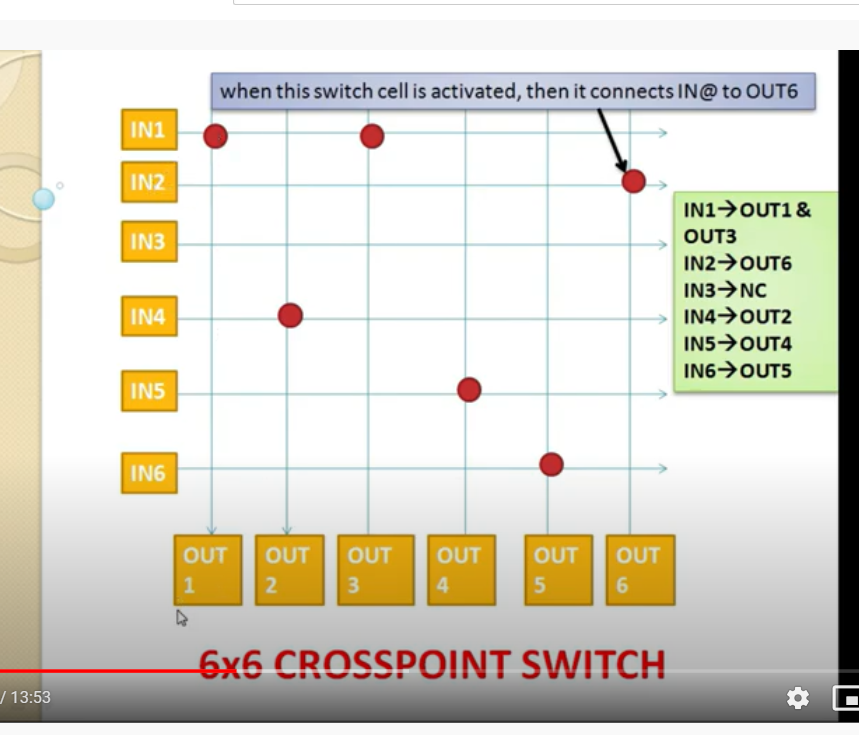 when this switch cell is activated, then it connects IN@ to OUT6
IN1
IN2
IN3
IN4
IN5
IN6
IN1→OUT1 &
OUT3
IN2→OUT6
IN3→NC
IN4→OUT2
IN5→OUT4
IN6→OUT5
OUT
1
OUT
2
OUT
3
OUT
4
OUT
5
OUT
6
6x6 CROSSPOINT SWITCH
/ 13:53